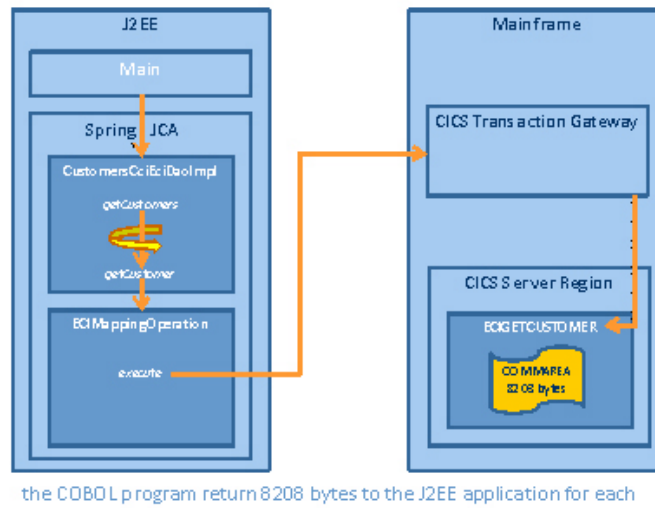 J2EE
Main
Spring JCA
CustomersCciEciDaoImpl
getCustomers
getCustomer
ECIMappingOperation
execute
Mainframe
CICS Transaction Gateway
CICS Server Region
ECIGETCUSTOMER
COMMAREA
8208 bytes
the COBOL program return 8208 bytes to the J2EE application for each